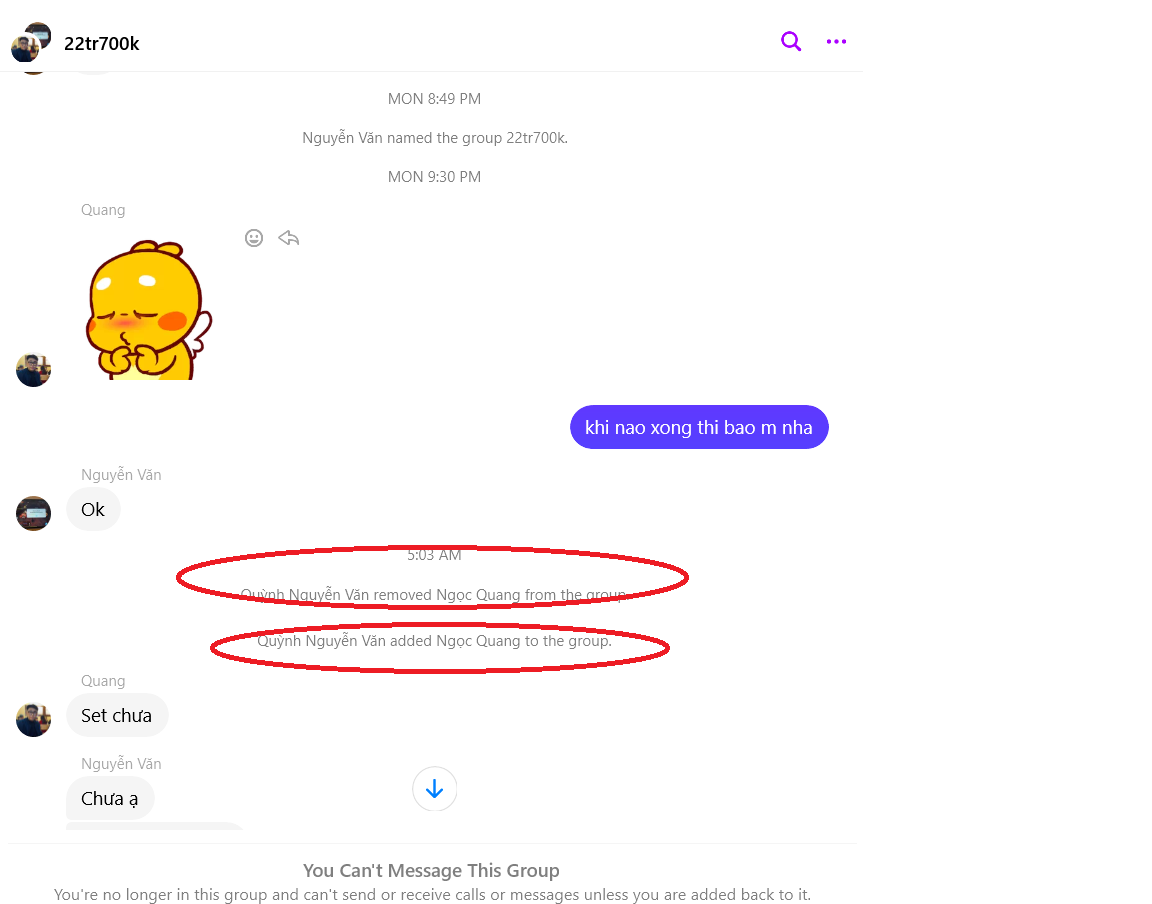 22tr700k
MON 8:49 PM
Nguyễn Văn named the group 22tr700k.
MON 9:30 PM
Quang
khi nao xong thi bao m nha
Nguyễn Văn
Ok
5:03 AM
Quỳnh Nguyễn Văn removed Ngọc Quang from the group.
Quỳnh Nguyễn Văn added Ngọc Quang to the group.
Quang
Set chưa
Nguyễn Văn
Chưa ạ
You Can't Message This Group
You're no longer in this group and can't send or receive calls or messages unless you are added back to it.